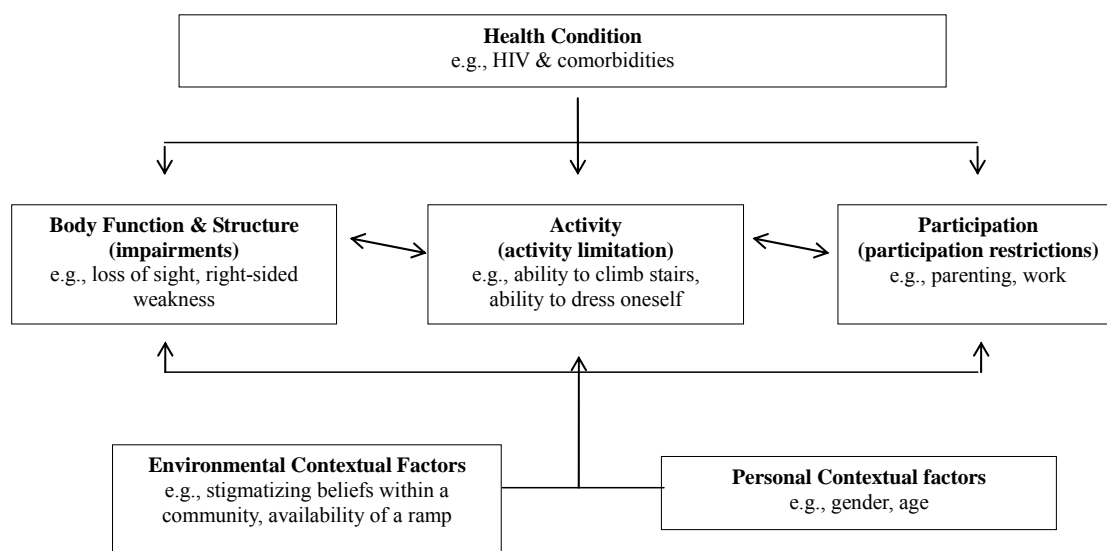 Health Condition
e.g., HIV & comorbidities
Body Function & Structure
(impairments)
e.g., loss of sight, right-sided
weakness
Activity
(activity limitation)
e.g., ability to climb stairs,
ability to dress oneself
Participation
(participation restrictions)
e.g., parenting, work
Environmental Contextual Factors
e.g., stigmatizing beliefs within a
community, availability of a ramp
Personal Contextual factors
e.g., gender, age